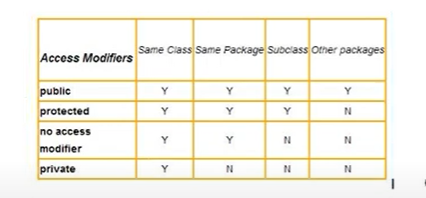 Access Modifiers Same Class Same Package Subclass Other packages
public Y Y Y Y
protected Y Y Y N
no access
modifier Y Y N N
private Y N N N